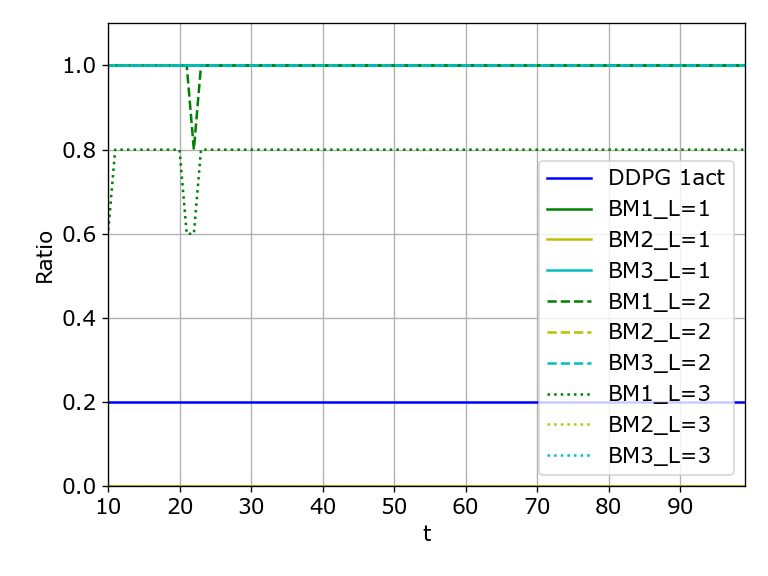 1.0
0.8
0.6
0.4
0.2
0.0
Ratio
10 20 30 40 50 60 70 80 90
t
DDPG 1act
BM1_L=1
BM2_L=1
BM3_L=1
BM1_L=2
BM2_L=2
BM3_L=2
BM1_L=3
BM2_L=3
BM3_L=3